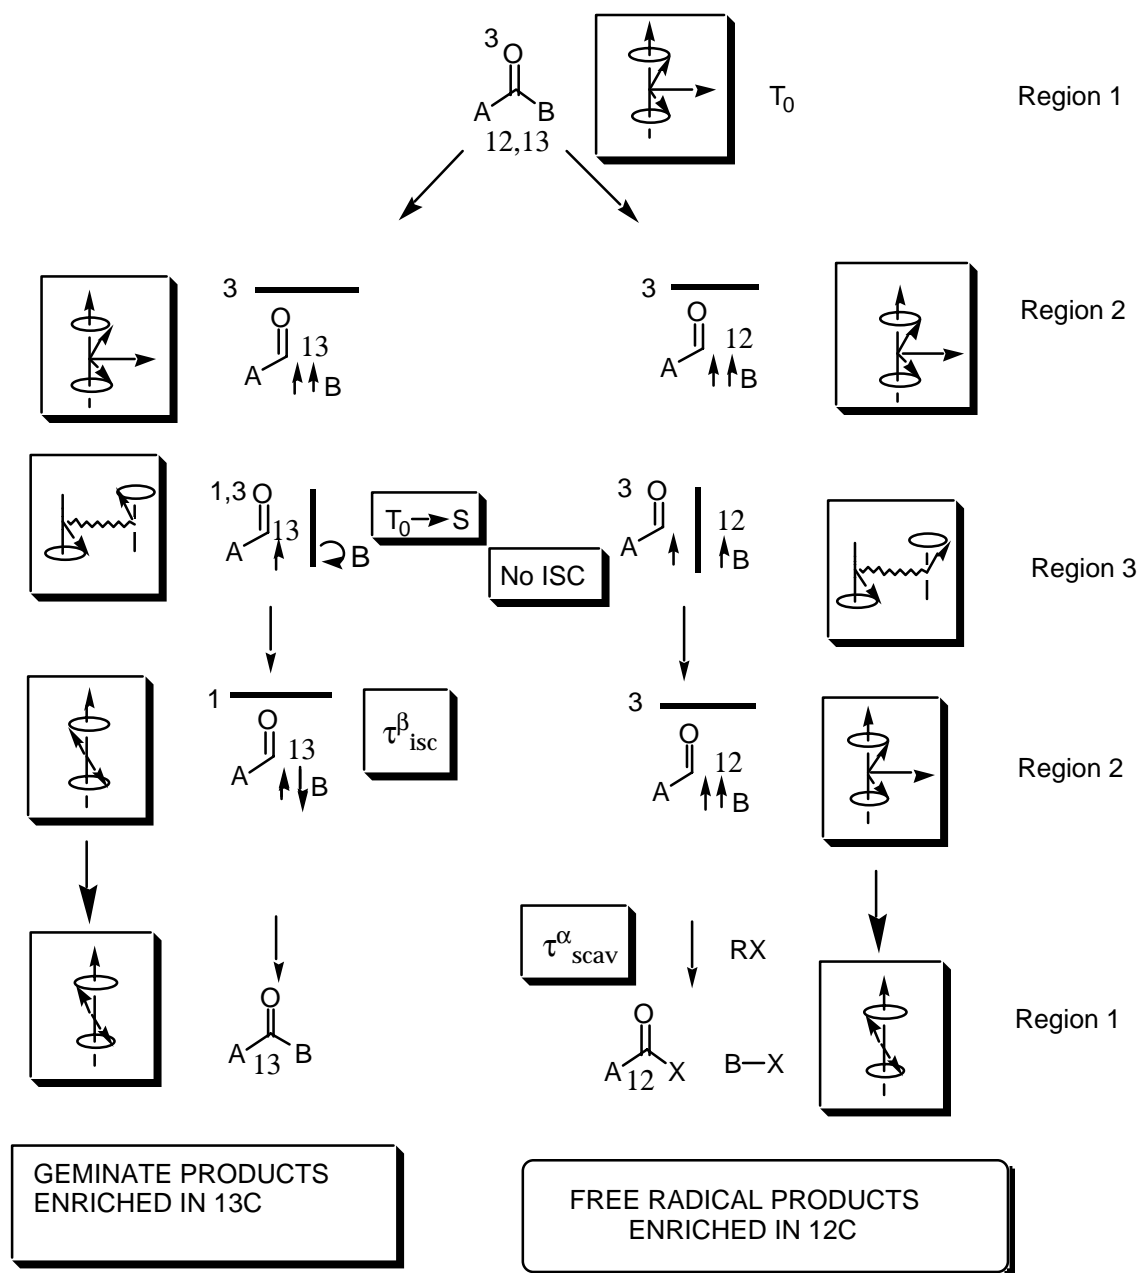 3
O
A B
12,13
T0
Region 1
3
O
13
A B
3
O
12
A B
Region 2
1,3 O
13
A B
T0 S
No ISC
3 O
12
A B
Region 3
1
O
13
A B
τβisc
3
O
12
A B
Region 2
ταscav
RX
O
A B
13
O
A X
12
B—X
Region 1
GEMINATE PRODUCTS
ENRICHED IN 13C
FREE RADICAL PRODUCTS
ENRICHED IN 12C